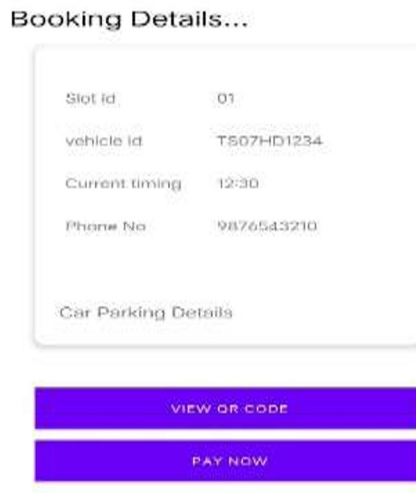 Booking Details...
Slot id 01
vehicle id TS07HD1234
Current timing 12:30
Phone No 9876543210
Car Parking Details
VIEW QR CODE
PAY NOW